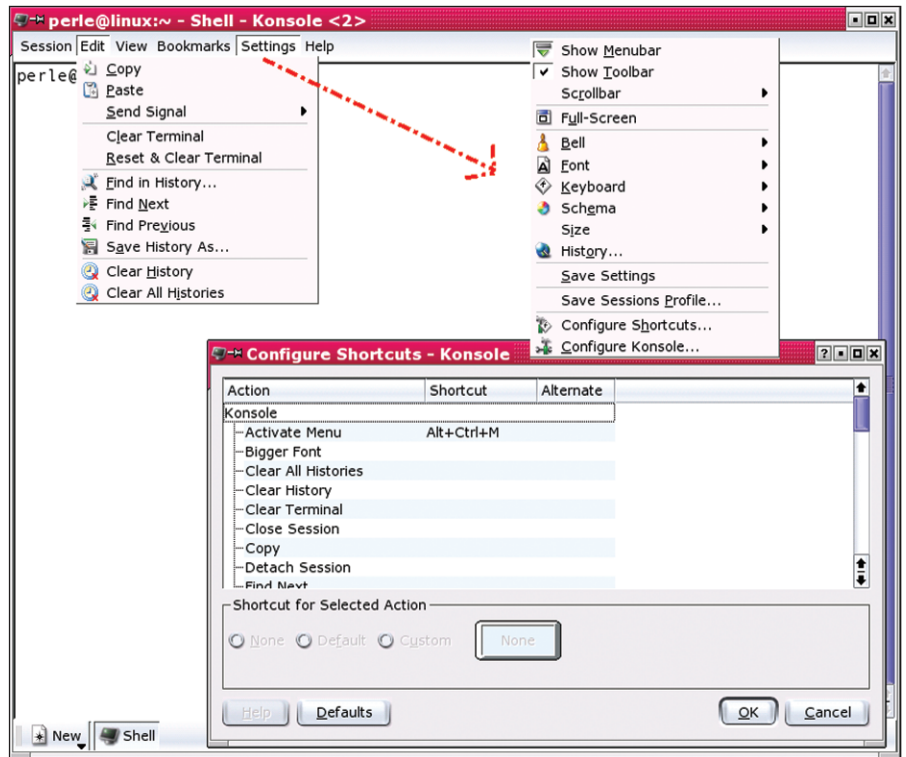 perle@linux:~ - Shell - Konsole <2>
Session Edit View Bookmarks Settings Help
perle@
Copy
Paste
Send Signal
Clear Terminal
Reset & Clear Terminal
Find in History...
Find Next
Find Previous
Save History As...
Clear History
Clear All Histories
Show Menubar
Show Toolbar
Scrollbar
Full-Screen
Bell
Font
Keyboard
Schema
Size
History...
Save Settings
Save Sessions Profile...
Configure Shortcuts...
Configure Konsole...
Configure Shortcuts - Konsole
Action Shortcut Alternate
Konsole
Activate Menu Alt+Ctrl+M
Bigger Font
Clear All Histories
Clear History
Clear Terminal
Close Session
Copy
Detach Session
Find Next
Shortcut for Selected Action
None Default Custom None
Help Defaults OK Cancel
New Shell